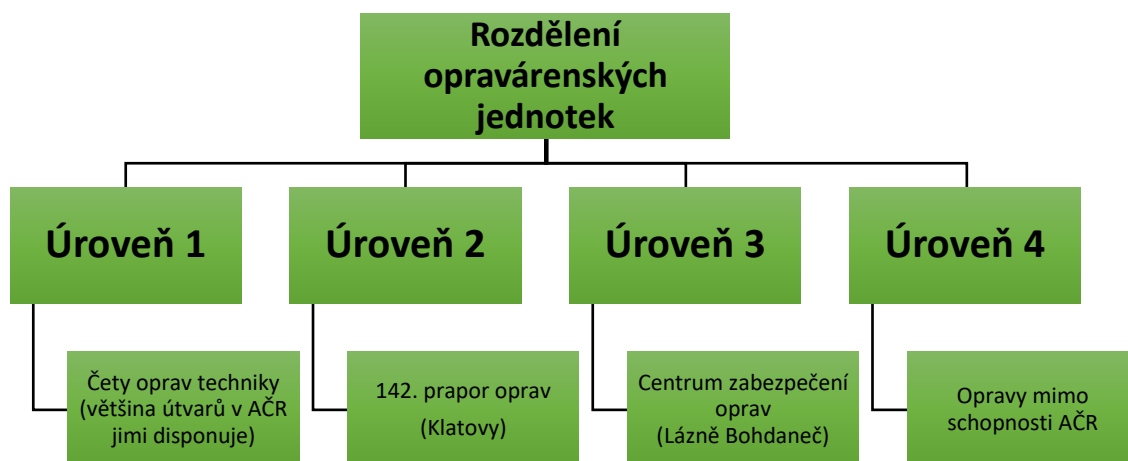 Rozdělení
opravárenských
jednotek
Úroveň 1
Úroveň 2
Úroveň 3
Úroveň 4
Čety oprav techniky
(většina útvarů v AČR
jimi disponuje)
142. prapor oprav
(Klatovy)
Centrum zabezpečení
oprav
(Lázně Bohdaneč)
Opravy mimo
schopnosti AČR